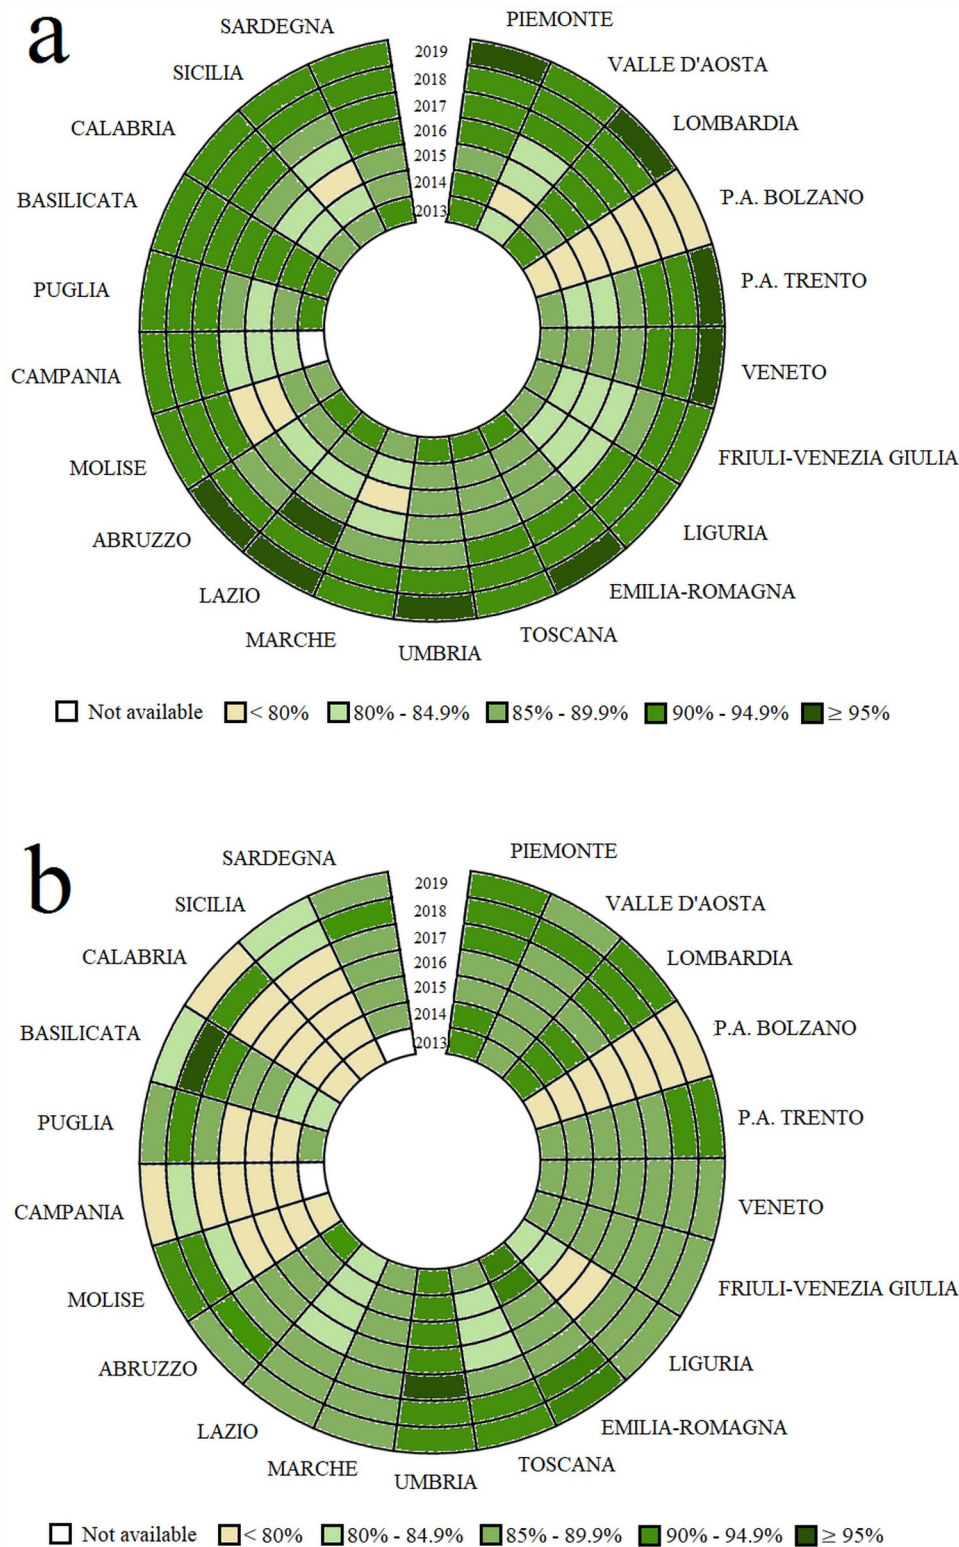 a
SARDEGNA
PIEMONTE
SICILIA
VALLE D'AOSTA
CALABRIA
LOMBARDIA
BASILICATA
P.A. BOLZANO
PUGLIA
P.A. TRENTO
CAMPANIA
VENETO
MOLISE
FRIULI-VENEZIA GIULIA
ABRUZZO
LIGURIA
LAZIO
EMILIA-ROMAGNA
MARCHE
UMBRIA
TOSCANA
2019
2018
2017
2016
2015
2014
2013
Not available < 80% 80% - 84.9% 85% - 89.9% 90% - 94.9% ≥ 95%
b
SARDEGNA
PIEMONTE
SICILIA
VALLE D'AOSTA
CALABRIA
LOMBARDIA
BASILICATA
P.A. BOLZANO
PUGLIA
P.A. TRENTO
CAMPANIA
VENETO
MOLISE
FRIULI-VENEZIA GIULIA
ABRUZZO
LIGURIA
LAZIO
EMILIA-ROMAGNA
MARCHE
UMBRIA
TOSCANA
2019
2018
2017
2016
2015
2014
2013
Not available < 80% 80% - 84.9% 85% - 89.9% 90% - 94.9% ≥ 95%